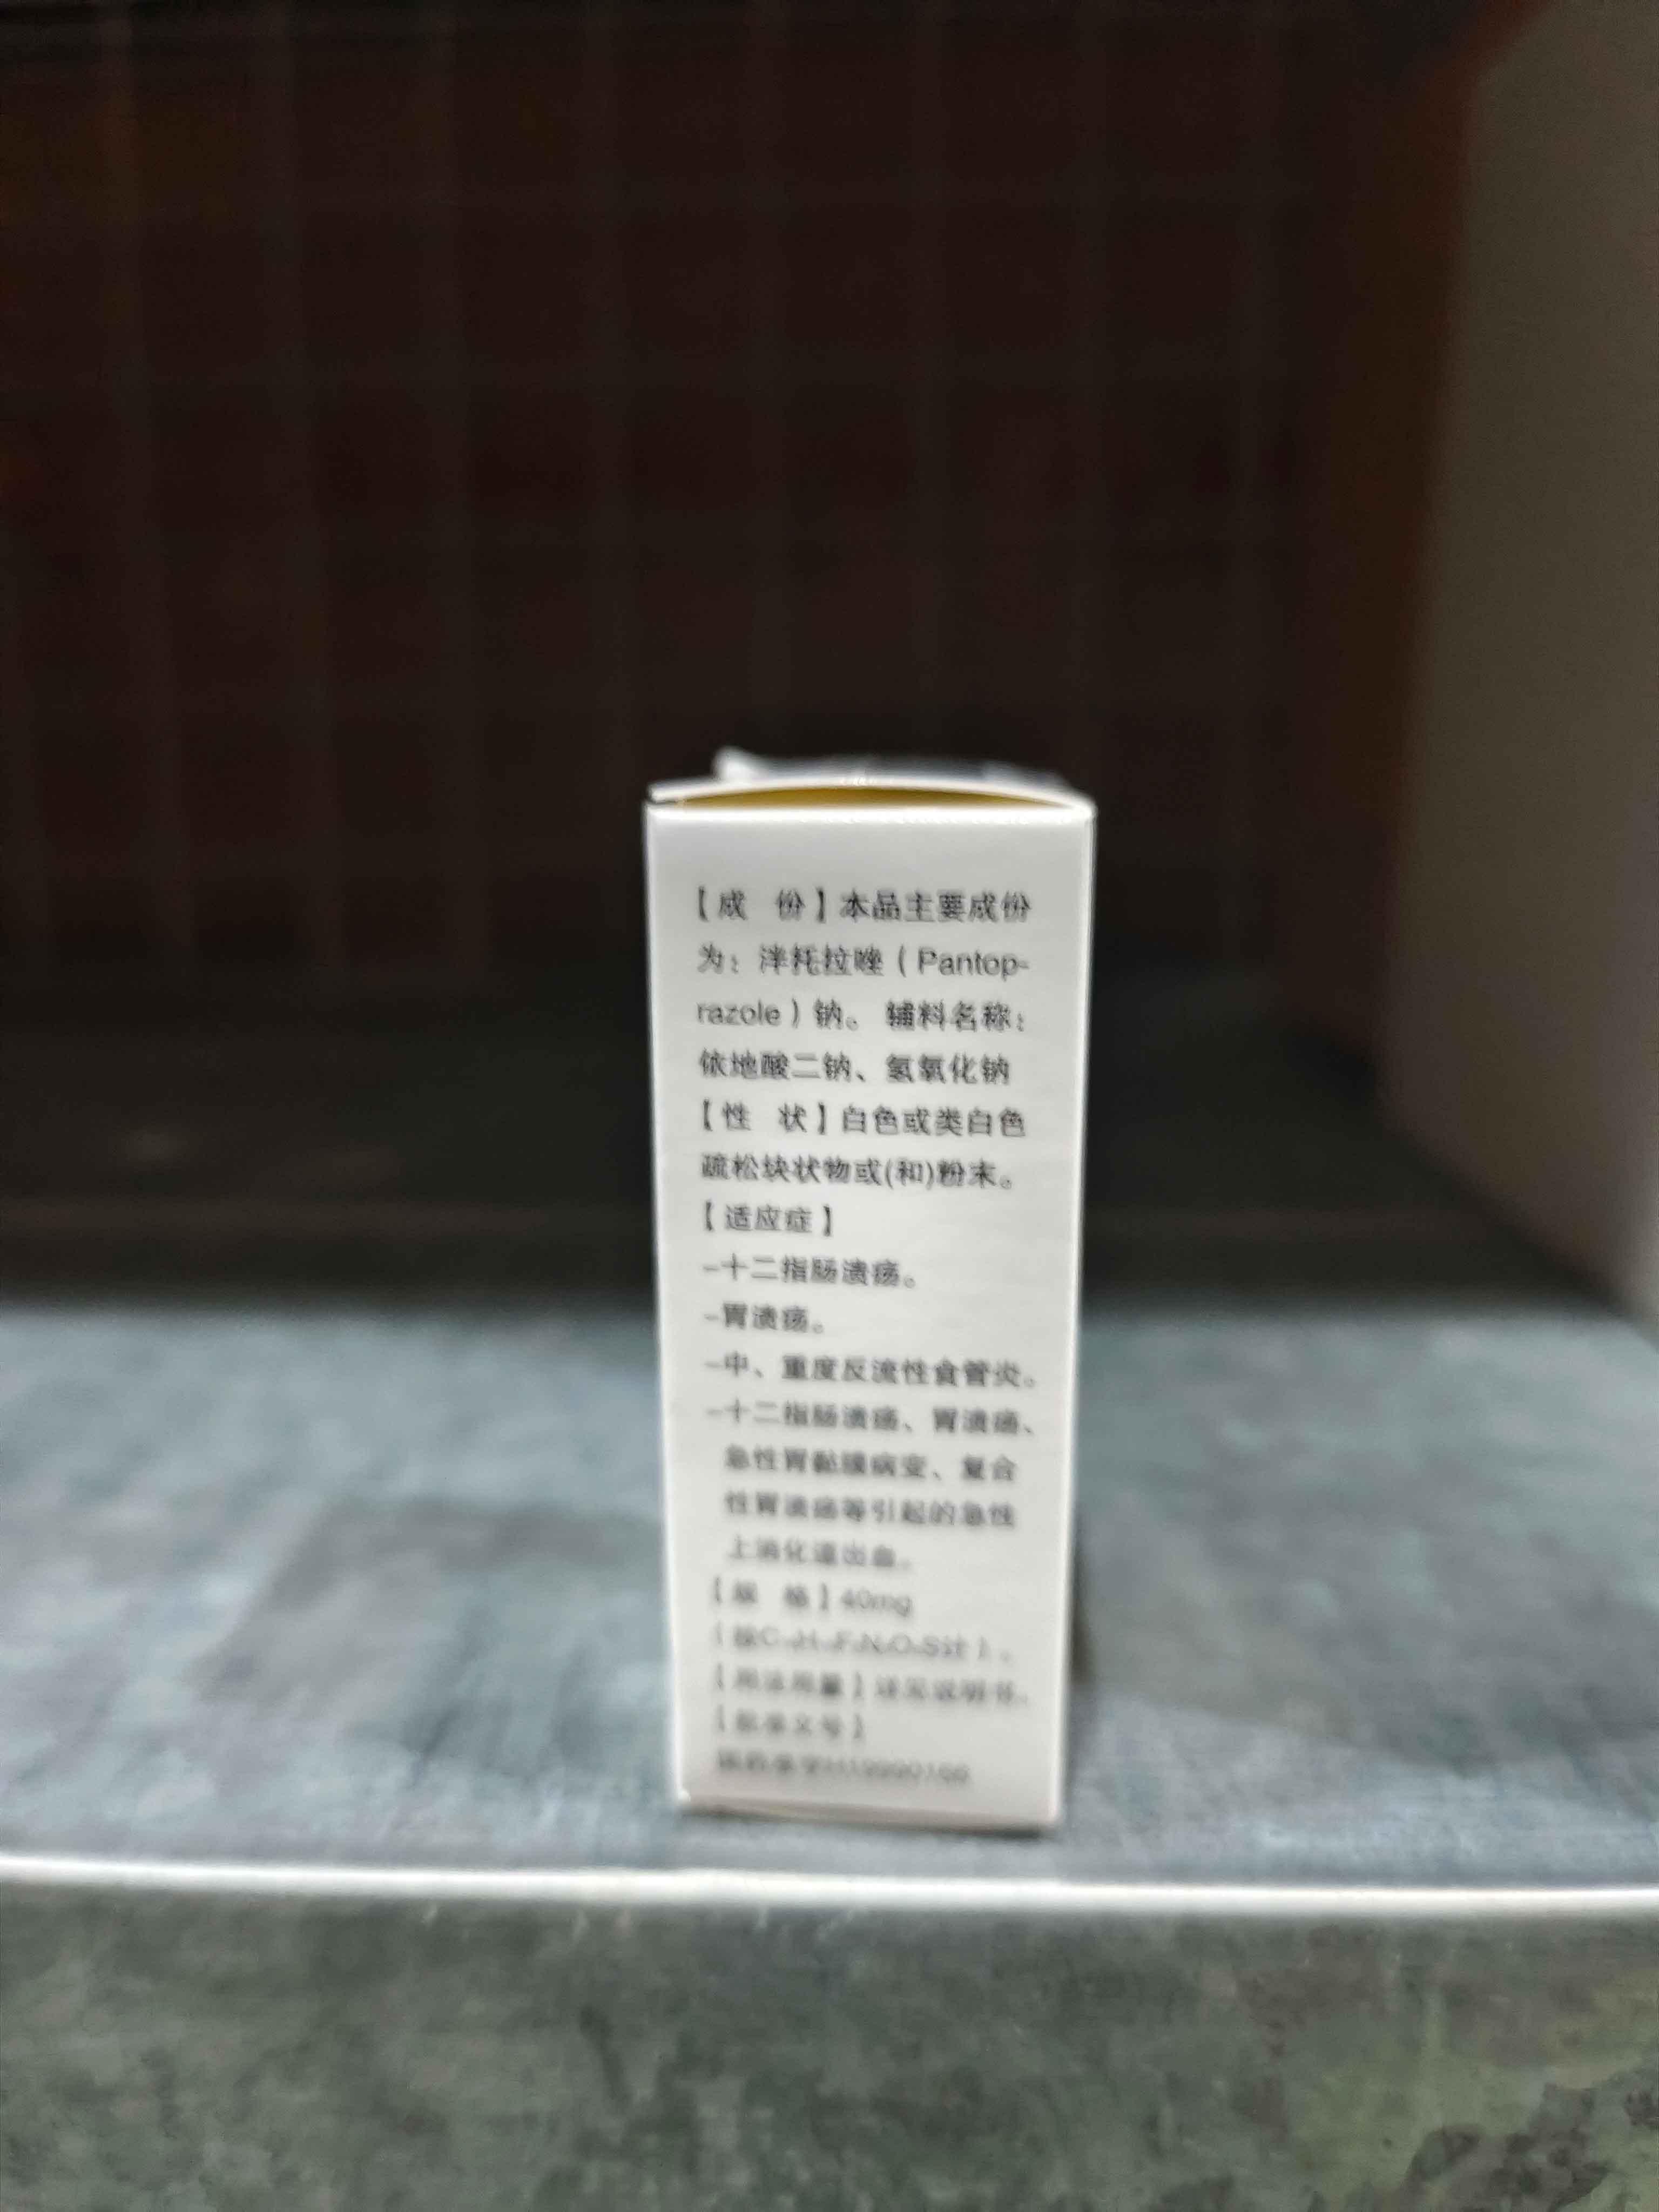 【成 份】本品主要成份
为：泮托拉唑（Pantop-
razole）钠。辅料名称：
依地酸二钠、氢氧化钠
【性 状】白色或类白色
疏松块状物或(和)粉末。
【适应症】
-十二指肠溃疡。
-胃溃疡。
-中、重度反流性食管炎。
-十二指肠溃疡、胃溃疡、
急性胃黏膜病变、复合
性胃溃疡等引起的急性
上消化道出血。
【规 格】40mg
【用法用量】详见说明书。
【批准文号】